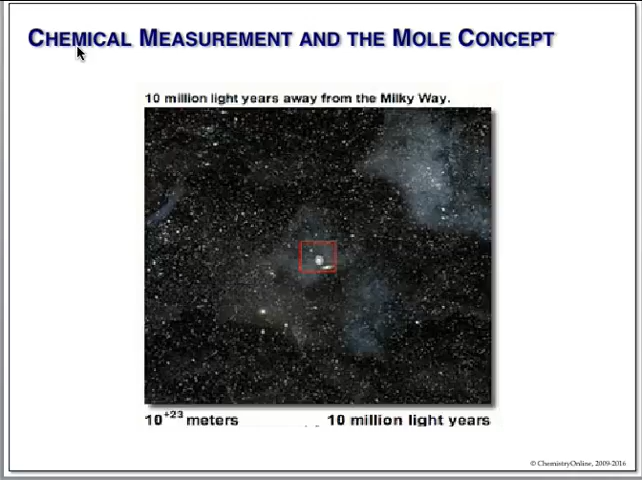 CHEMICAL MEASUREMENT AND THE MOLE CONCEPT
10 million light years away from the Milky Way.
10⁺²³ meters 10 million light years
© ChemistryOnline, 2009-2016